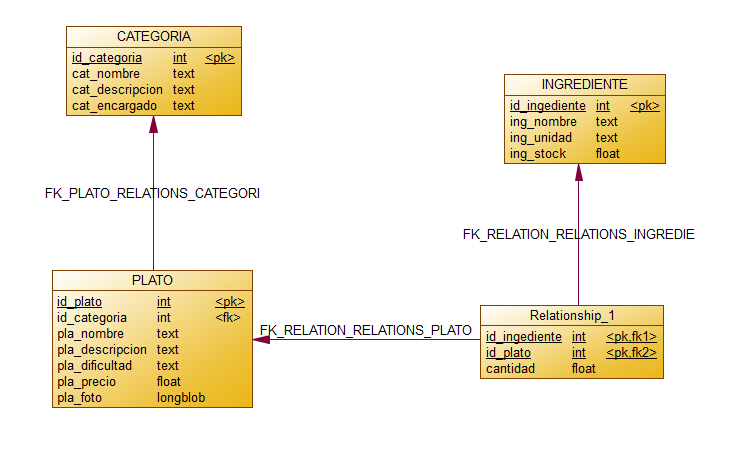 CATEGORIA
id_categoria int <pk>
cat_nombre text
cat_descripcion text
cat_encargado text
INGREDIENTE
id_ingediente int <pk>
ing_nombre text
ing_unidad text
ing_stock float
FK_PLATO_RELATIONS_CATEGORI
FK_RELATION_RELATIONS_INGREDIE
PLATO
id_plato int <pk>
id_categoria int <fk>
pla_nombre text
pla_descripcion text
pla_dificultad text
pla_precio float
pla_foto longblob
FK_RELATION_RELATIONS_PLATO
Relationship_1
id_ingediente int <pk,fk1>
id_plato int <pk,fk2>
cantidad float